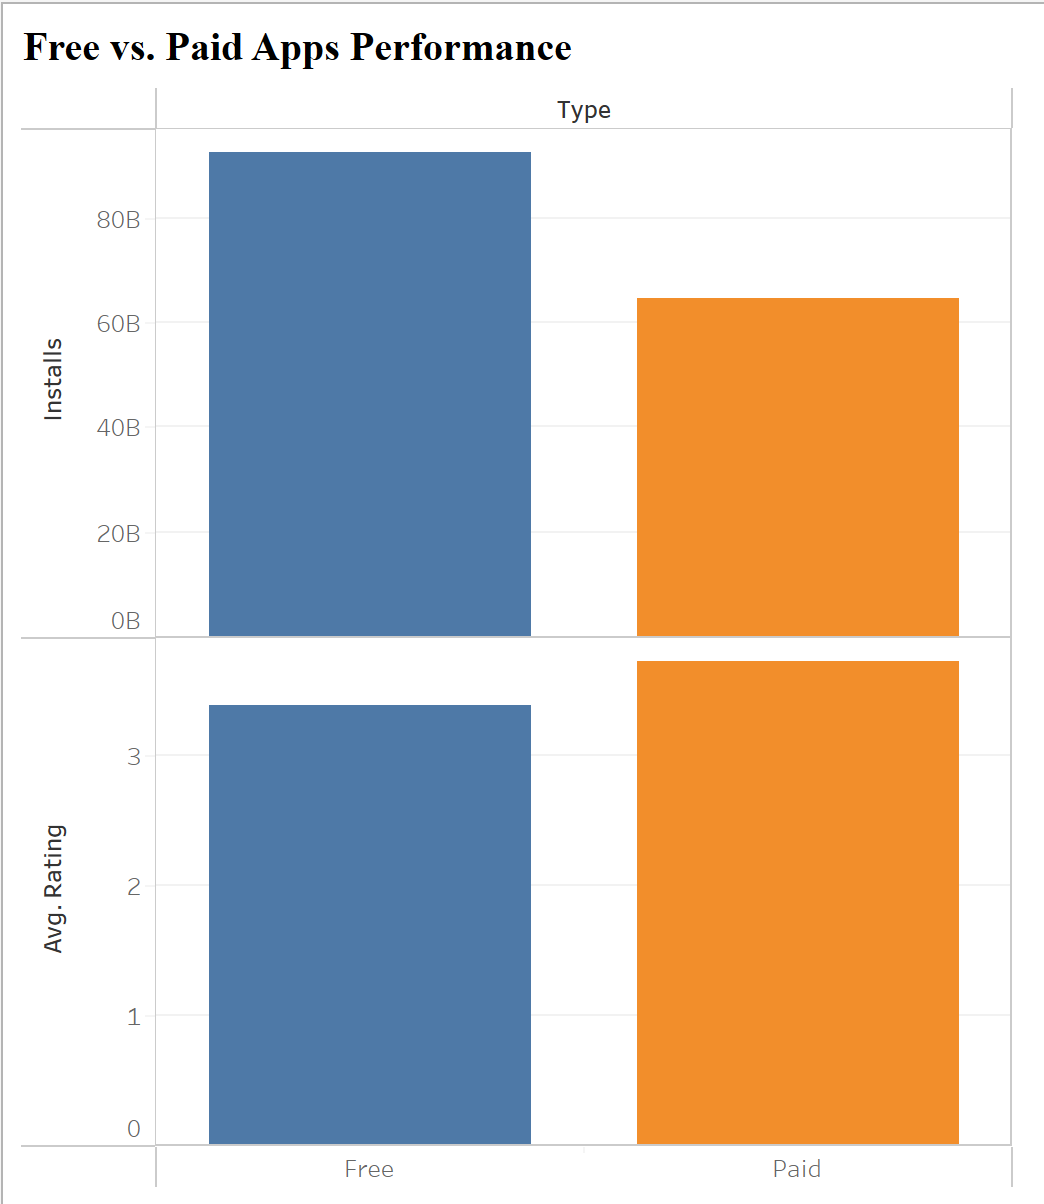 Free vs. Paid Apps Performance
Type
80B
60B
40B
20B
0B
Installs
3
2
1
0
Avg. Rating
Free
Paid